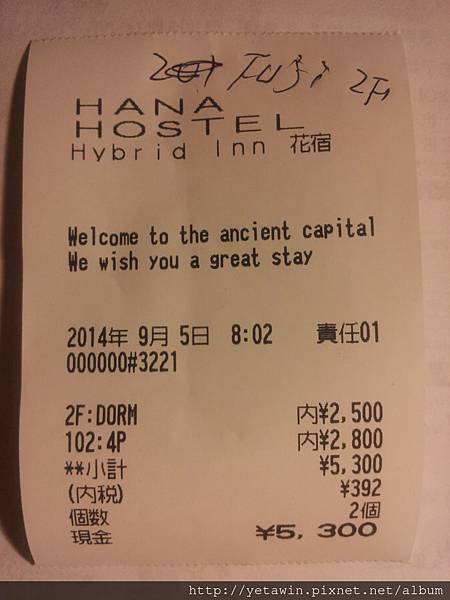 Fuji 2F
HANA
HOSTEL
Hybrid Inn 花宿
Welcome to the ancient capital
We wish you a great stay
2014年 9月 5日 8:02 責任01
000000#3221
2F:DORM 内¥2,500
102:4P 内¥2,800
**小計 ¥5,300
(内税) ¥392
個数 2個
現金 ¥5,300
http://yetawin.pixnet.net/album